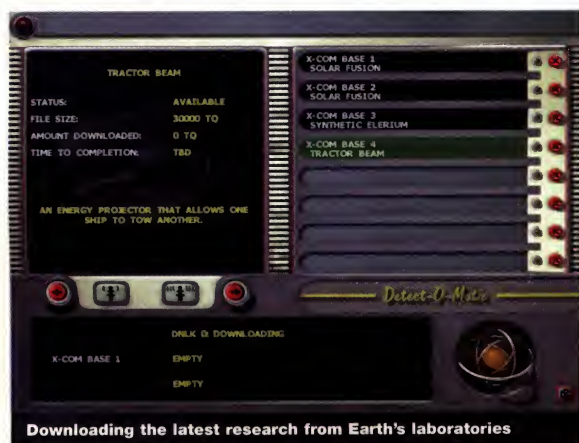 TRACTOR BEAM
STATUS: AVAILABLE
FILE SIZE: 30000 TQ
AMOUNT DOWNLOADED: 0 TQ
TIME TO COMPLETION: TBD
AN ENERGY PROJECTOR THAT ALLOWS ONE
SHIP TO TOW ANOTHER.
X-COM BASE 1
SOLAR FUSION
X-COM BASE 2
SOLAR FUSION
X-COM BASE 3
SYNTHETIC ELERIUM
X-COM BASE 4
TRACTOR BEAM
Detect-O-Matic
DNLK 0: DOWNLOADING
X-COM BASE 1 EMPTY
EMPTY
Downloading the latest research from Earth's laboratories